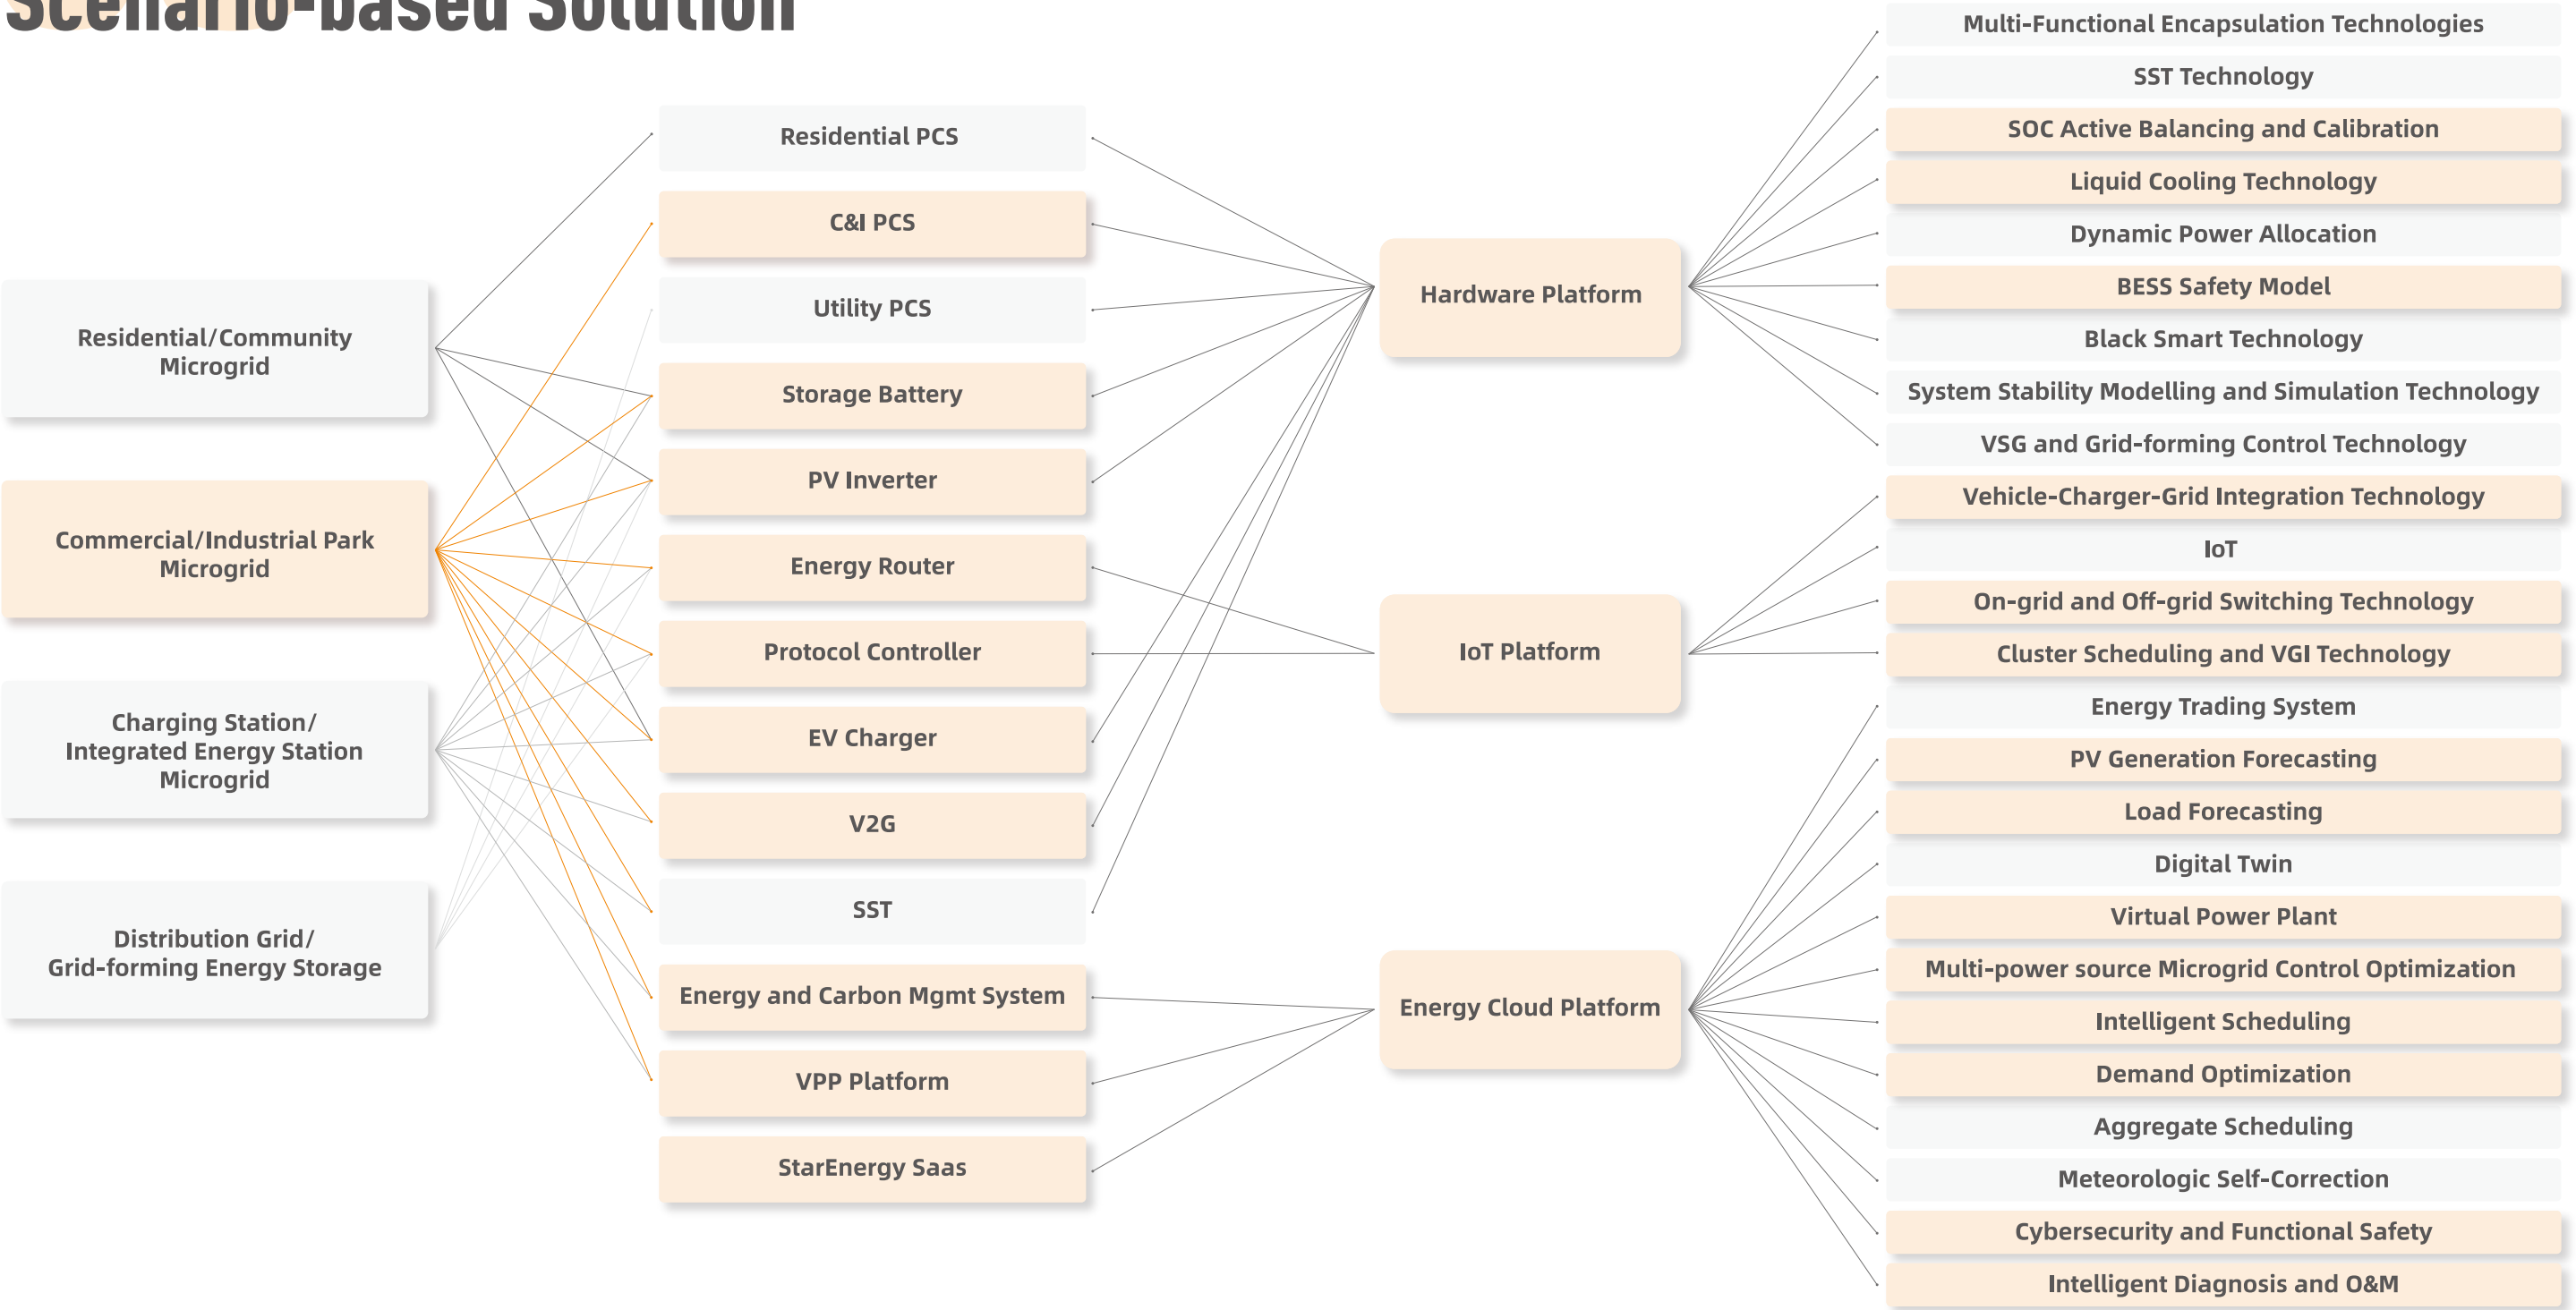 Scenario-based Solution
Residential/Community
Microgrid
Commercial/Industrial Park
Microgrid
Charging Station/
Integrated Energy Station
Microgrid
Distribution Grid/
Grid-forming Energy Storage
Residential PCS
C&I PCS
Utility PCS
Storage Battery
PV Inverter
Energy Router
Protocol Controller
EV Charger
V2G
SST
Energy and Carbon Mgmt System
VPP Platform
StarEnergy Saas
Hardware Platform
IoT Platform
Energy Cloud Platform
Multi-Functional Encapsulation Technologies
SST Technology
SOC Active Balancing and Calibration
Liquid Cooling Technology
Dynamic Power Allocation
BESS Safety Model
Black Smart Technology
System Stability Modelling and Simulation Technology
VSG and Grid-forming Control Technology
Vehicle-Charger-Grid Integration Technology
IoT
On-grid and Off-grid Switching Technology
Cluster Scheduling and VGI Technology
Energy Trading System
PV Generation Forecasting
Load Forecasting
Digital Twin
Virtual Power Plant
Multi-power source Microgrid Control Optimization
Intelligent Scheduling
Demand Optimization
Aggregate Scheduling
Meteorologic Self-Correction
Cybersecurity and Functional Safety
Intelligent Diagnosis and O&M